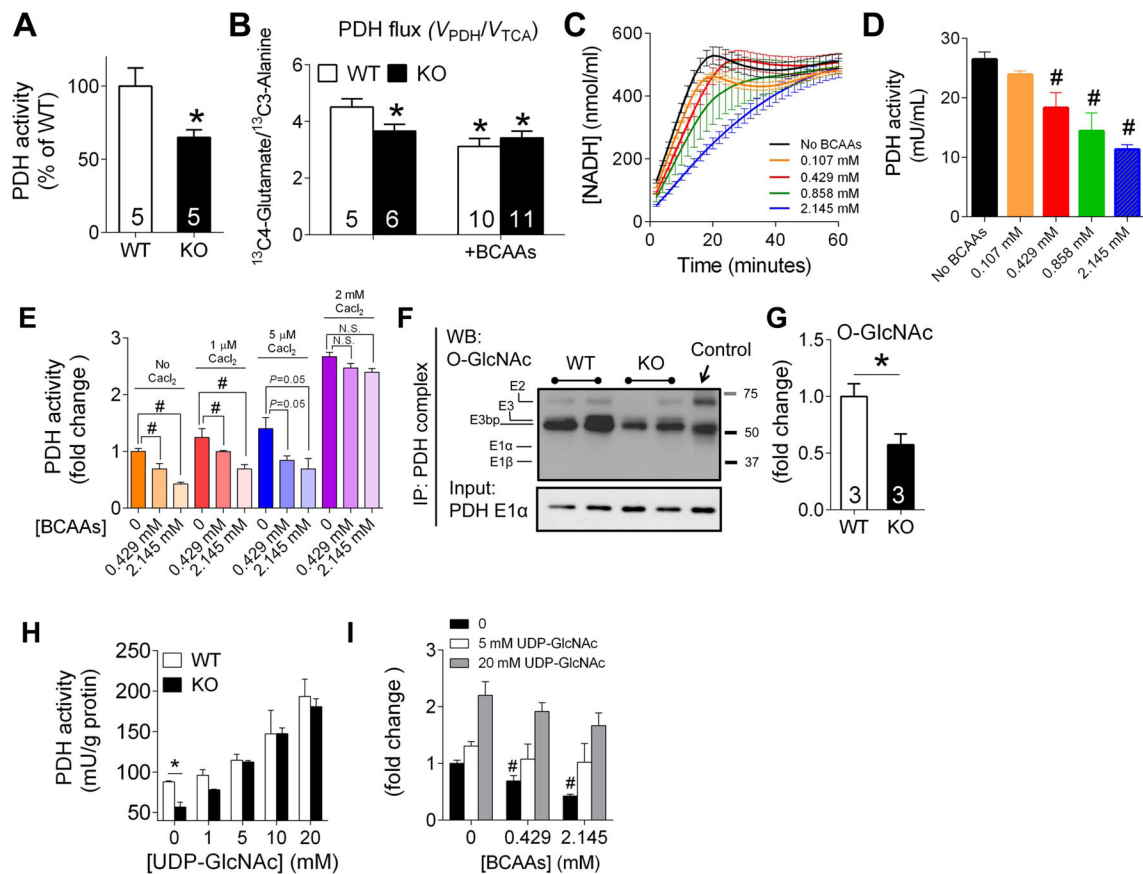 A
PDH activity
(% of WT)
100
50
0
*
5
5
WT
KO
B
PDH flux (VPDH/VTCA)
¹³C4-Glutamate/¹³C3-Alanine
6
4
2
0
WT
KO
*
*
*
5
6
10
11
+BCAAs
C
[NADH] (nmol/ml)
600
400
200
0
0
20
40
60
Time (minutes)
No BCAAs
0.107 mM
0.429 mM
0.858 mM
2.145 mM
D
PDH activity
(mU/mL)
30
20
10
0
#
#
#
No BCAAs
0.107 mM
0.429 mM
0.858 mM
2.145 mM
E
PDH activity
(fold change)
3
2
1
0
No
Cacl₂
1 μM
Cacl₂
5 μM
Cacl₂
2 mM
Cacl₂
#
#
#
#
P=0.05
P=0.05
N.S.
N.S.
[BCAAs]
0
0.429 mM
2.145 mM
0
0.429 mM
2.145 mM
0
0.429 mM
2.145 mM
0
0.429 mM
2.145 mM
F
IP: PDH complex
WB:
O-GlcNAc
WT
KO
Control
E2
E3
E3bp
E1α
E1β
75
50
37
Input:
PDH E1α
G
O-GlcNAc
(fold change)
1.5
1.0
0.5
0.0
*
3
3
WT
KO
H
PDH activity
(mU/g protin)
250
200
150
100
50
WT
KO
*
0
1
5
10
20
[UDP-GlcNAc] (mM)
I
(fold change )
0
5 mM UDP-GlcNAc
20 mM UDP-GlcNAc
3
2
1
0
#
#
0
0.429
2.145
[BCAAs] (mM)